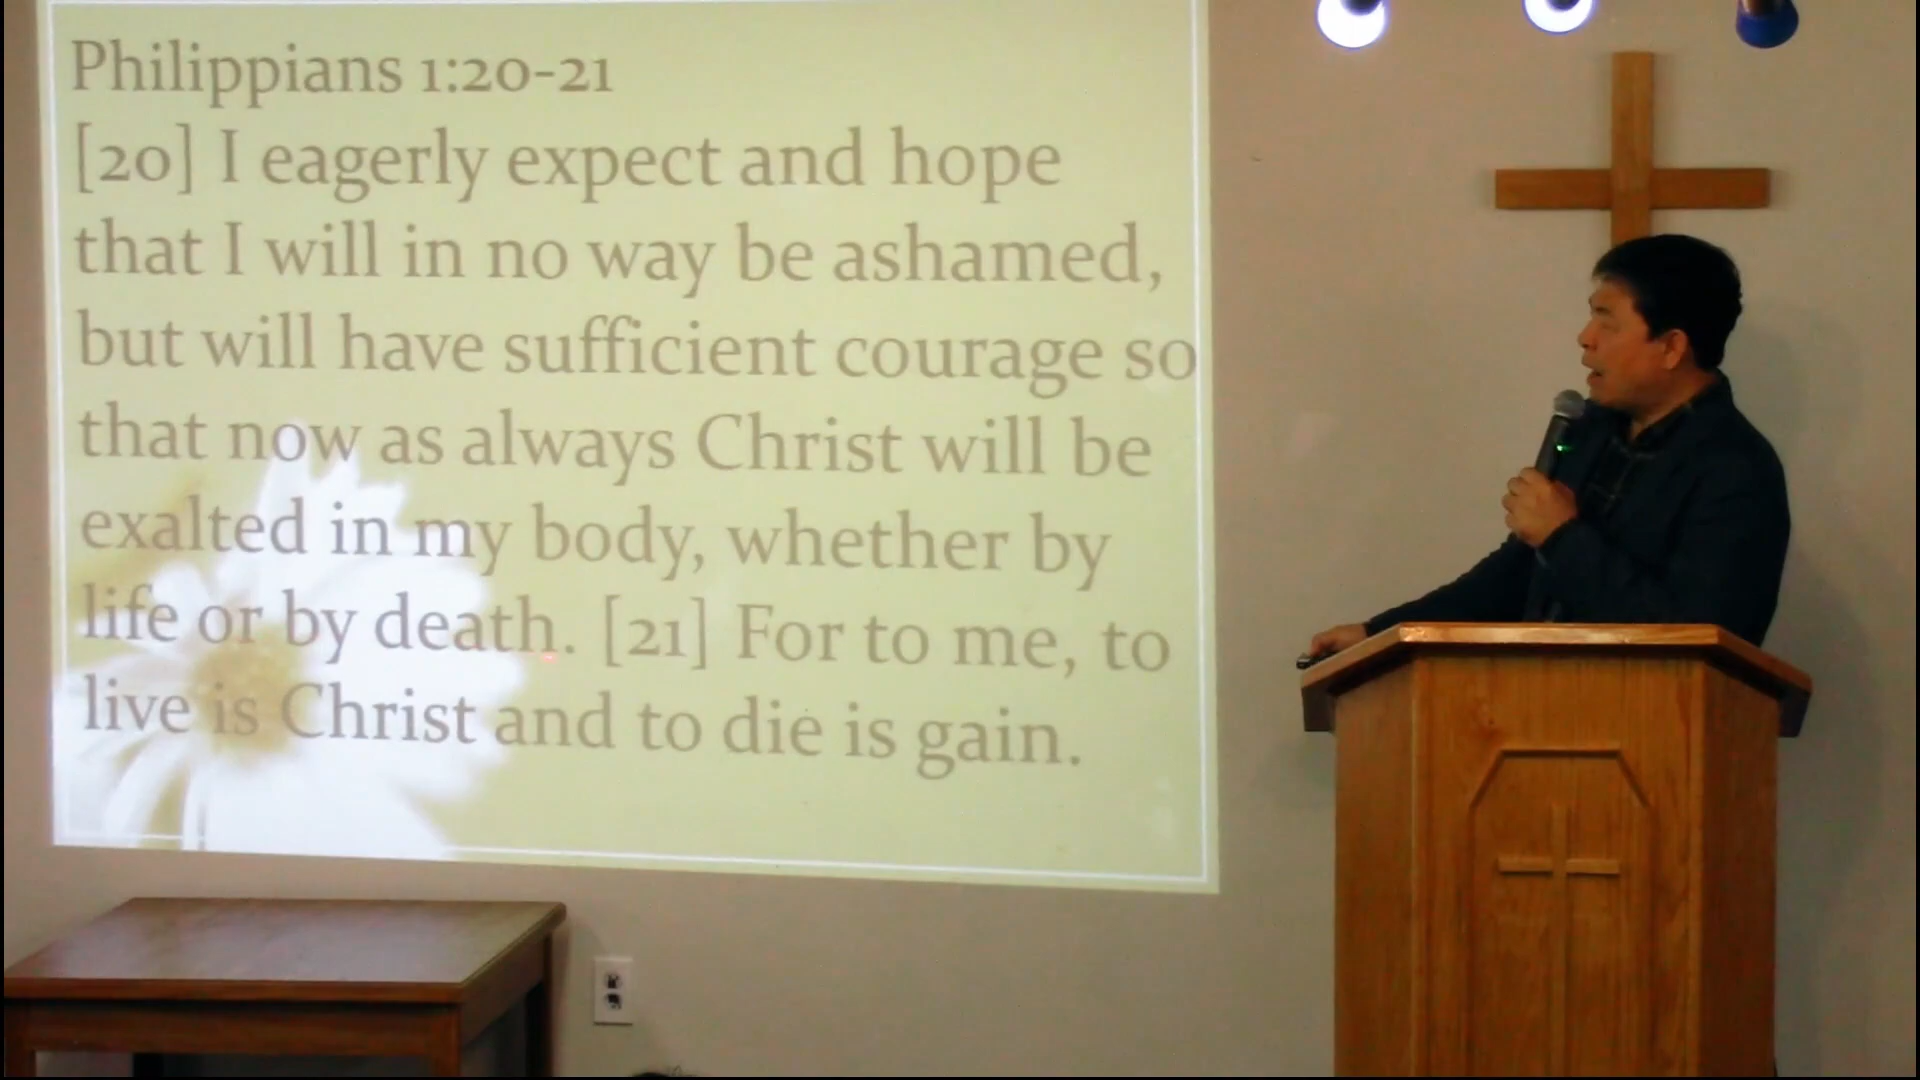 Philippians 1:20-21
[20] I eagerly expect and hope
that I will in no way be ashamed,
but will have sufficient courage so
that now as always Christ will be
exalted in my body, whether by
life or by death. [21] For to me, to
live is Christ and to die is gain.